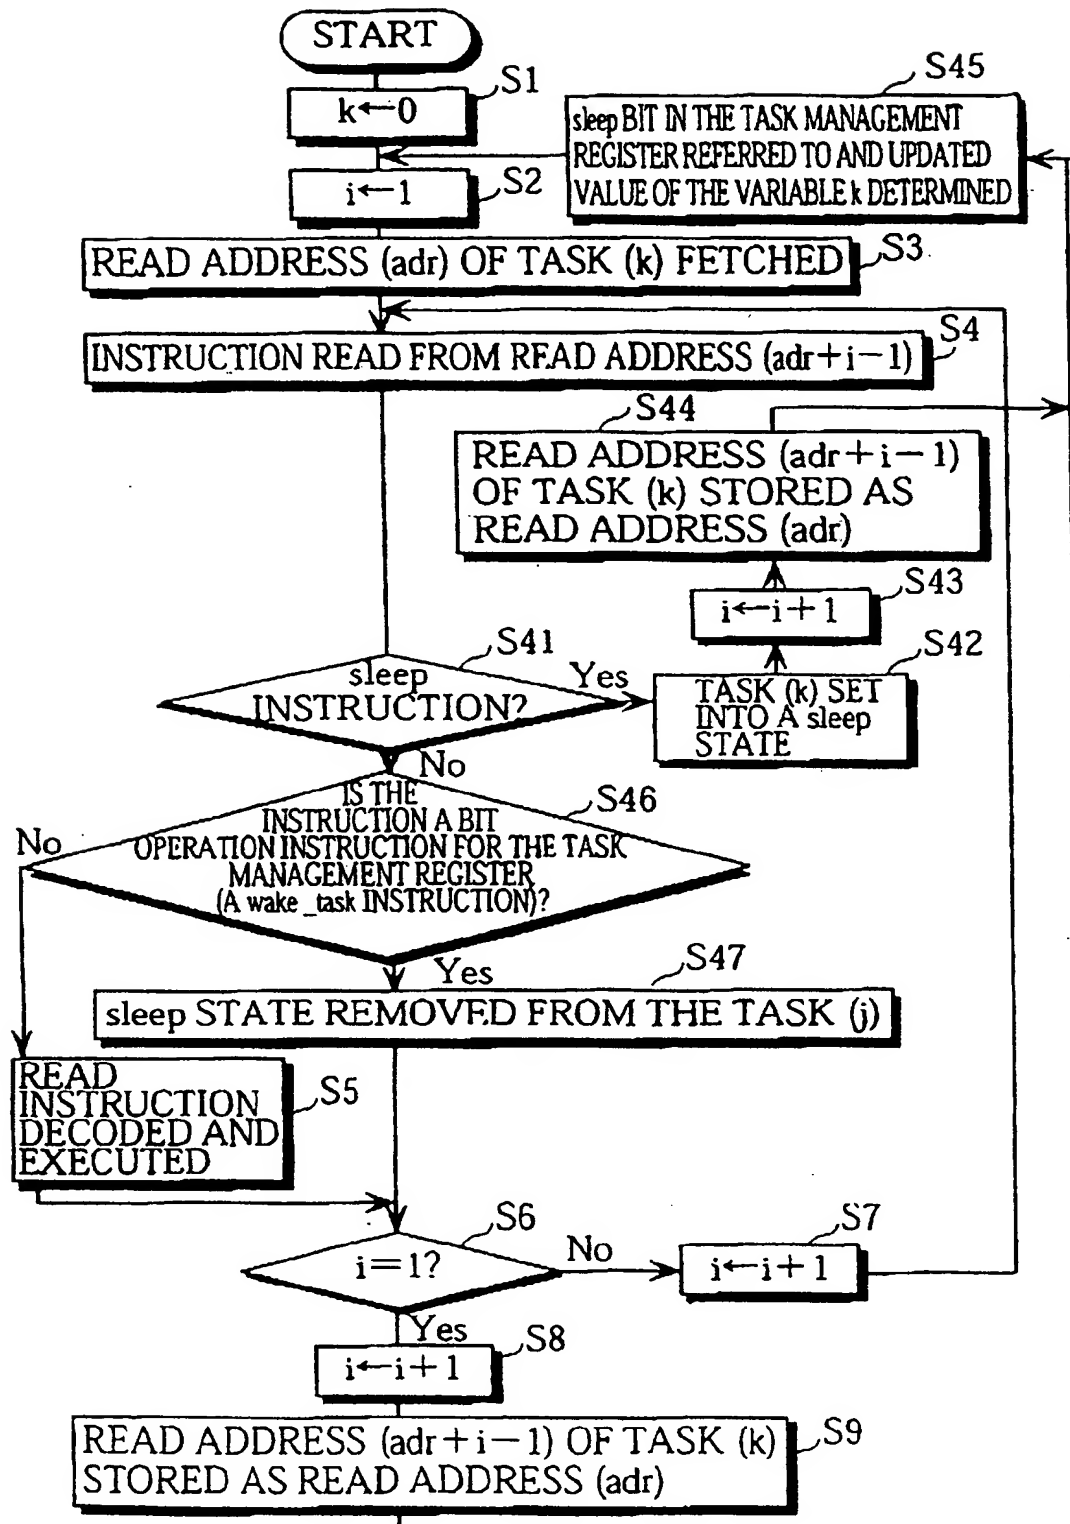 START
S1
k←0
S45
sleep BIT IN THE TASK MANAGEMENT
REGISTER REFERRED TO AND UPDATED
VALUE OF THE VARIABLE k DETERMINED
S2
i←1
READ ADDRESS (adr) OF TASK (k) FETCHED
S3
INSTRUCTION READ FROM READ ADDRESS (adr+i−1)
S4
S44
READ ADDRESS (adr+i−1)
OF TASK (k) STORED AS
READ ADDRESS (adr)
S43
i←i+1
S42
TASK (k) SET
INTO A sleep
STATE
S41
sleep
INSTRUCTION?
Yes
No
S46
IS THE
INSTRUCTION A BIT
OPERATION INSTRUCTION FOR THE TASK
MANAGEMENT REGISTER
(A wake_task INSTRUCTION)?
No
Yes
S47
sleep STATE REMOVED FROM THE TASK (j)
READ
INSTRUCTION
DECODED AND
EXECUTED
S5
S6
i=1?
No
S7
i←i+1
Yes
S8
i←i+1
READ ADDRESS (adr+i−1) OF TASK (k)
STORED AS READ ADDRESS (adr)
S9